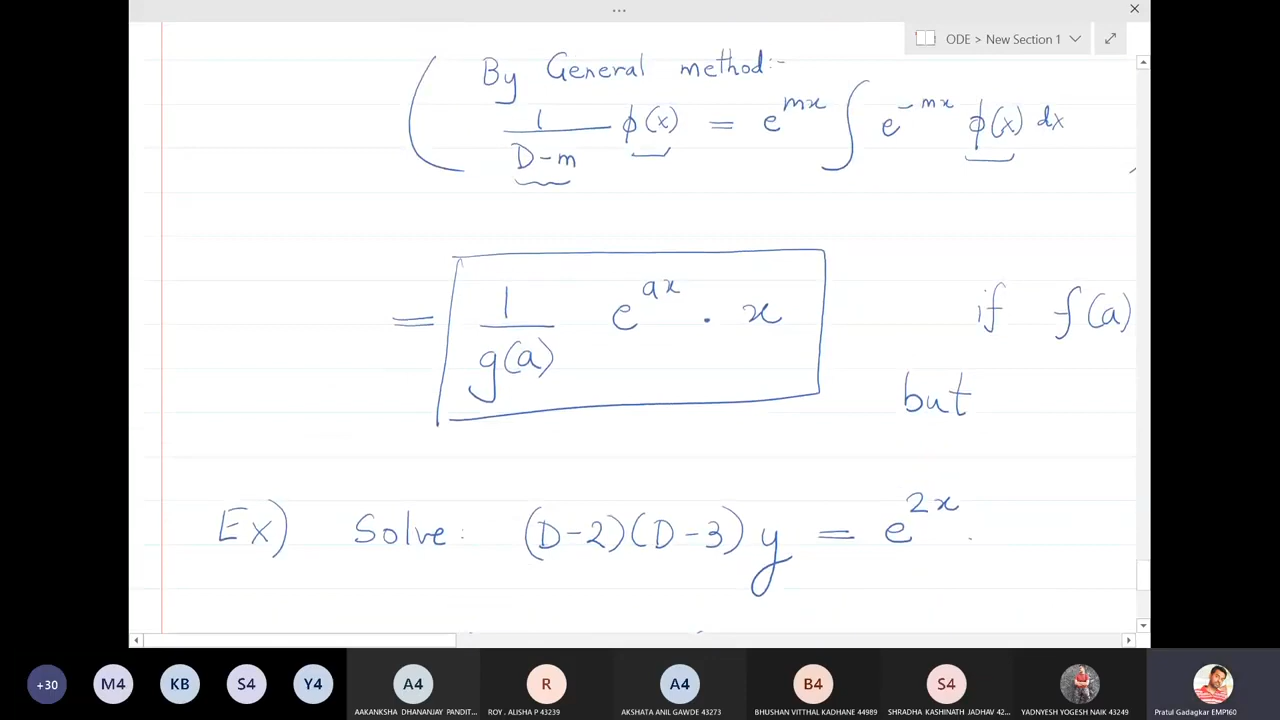 ODE > New Section 1
By General method:-
1/(D-m) ϕ(x) = e^{mx} ∫ e^{-mx} ϕ(x) dx
= 1/g(a) e^{ax} . x if f(a)
but
Ex) Solve: (D-2)(D-3) y = e^{2x}.
+30 M4 KB S4 Y4 A4 R A4 B4 S4
AAKANKSHA DHANANJAY PANDIT... ROY , ALISHA P 43239 AKSHATA ANIL GAWDE 43273 BHUSHAN VITTHAL KADHANE 44989 SHRADHA KASHINATH JADHAV 42... YADNYESH YOGESH NAIK 43249 Pratul Gadagkar EMP160